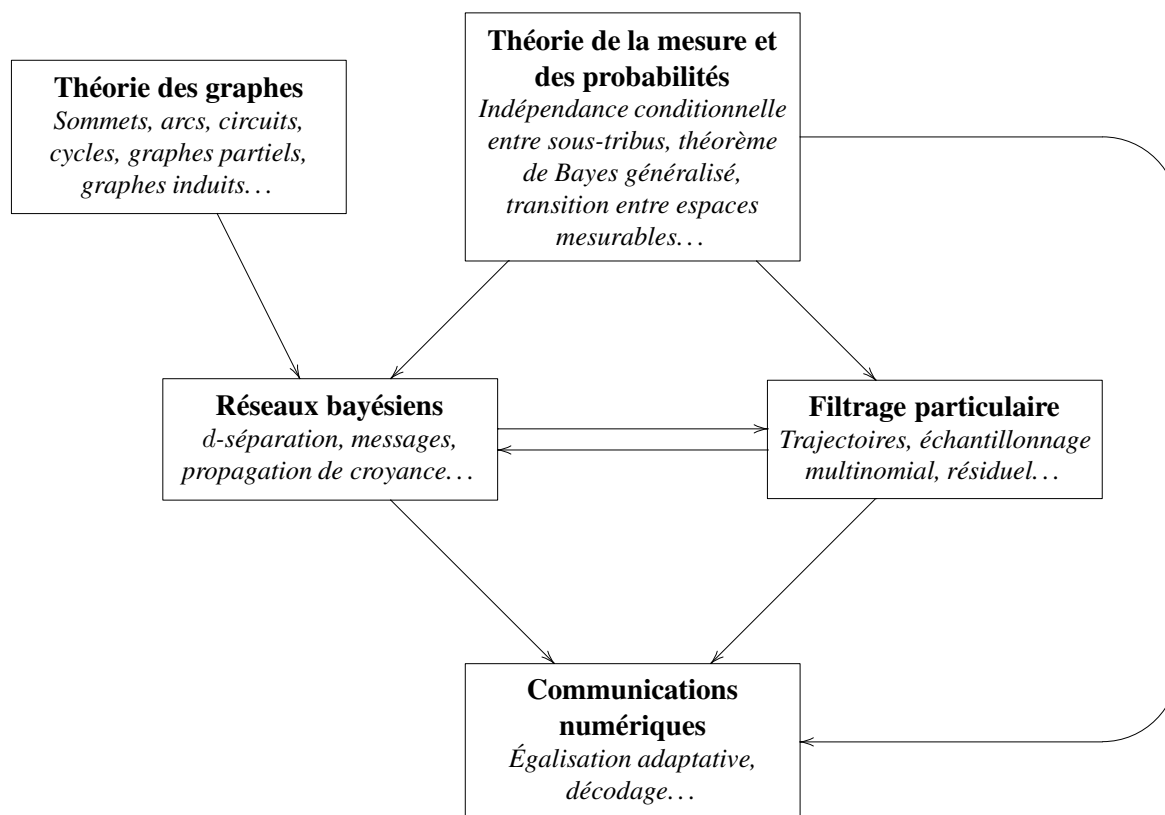 Théorie des graphes
Sommets, arcs, circuits,
cycles, graphes partiels,
graphes induits…
Théorie de la mesure et
des probabilités
Indépendance conditionnelle
entre sous-tribus, théorème
de Bayes généralisé,
transition entre espaces
mesurables…
Réseaux bayésiens
d-séparation, messages,
propagation de croyance…
Filtrage particulaire
Trajectoires, échantillonnage
multinomial, résiduel…
Communications
numériques
Égalisation adaptative,
décodage…